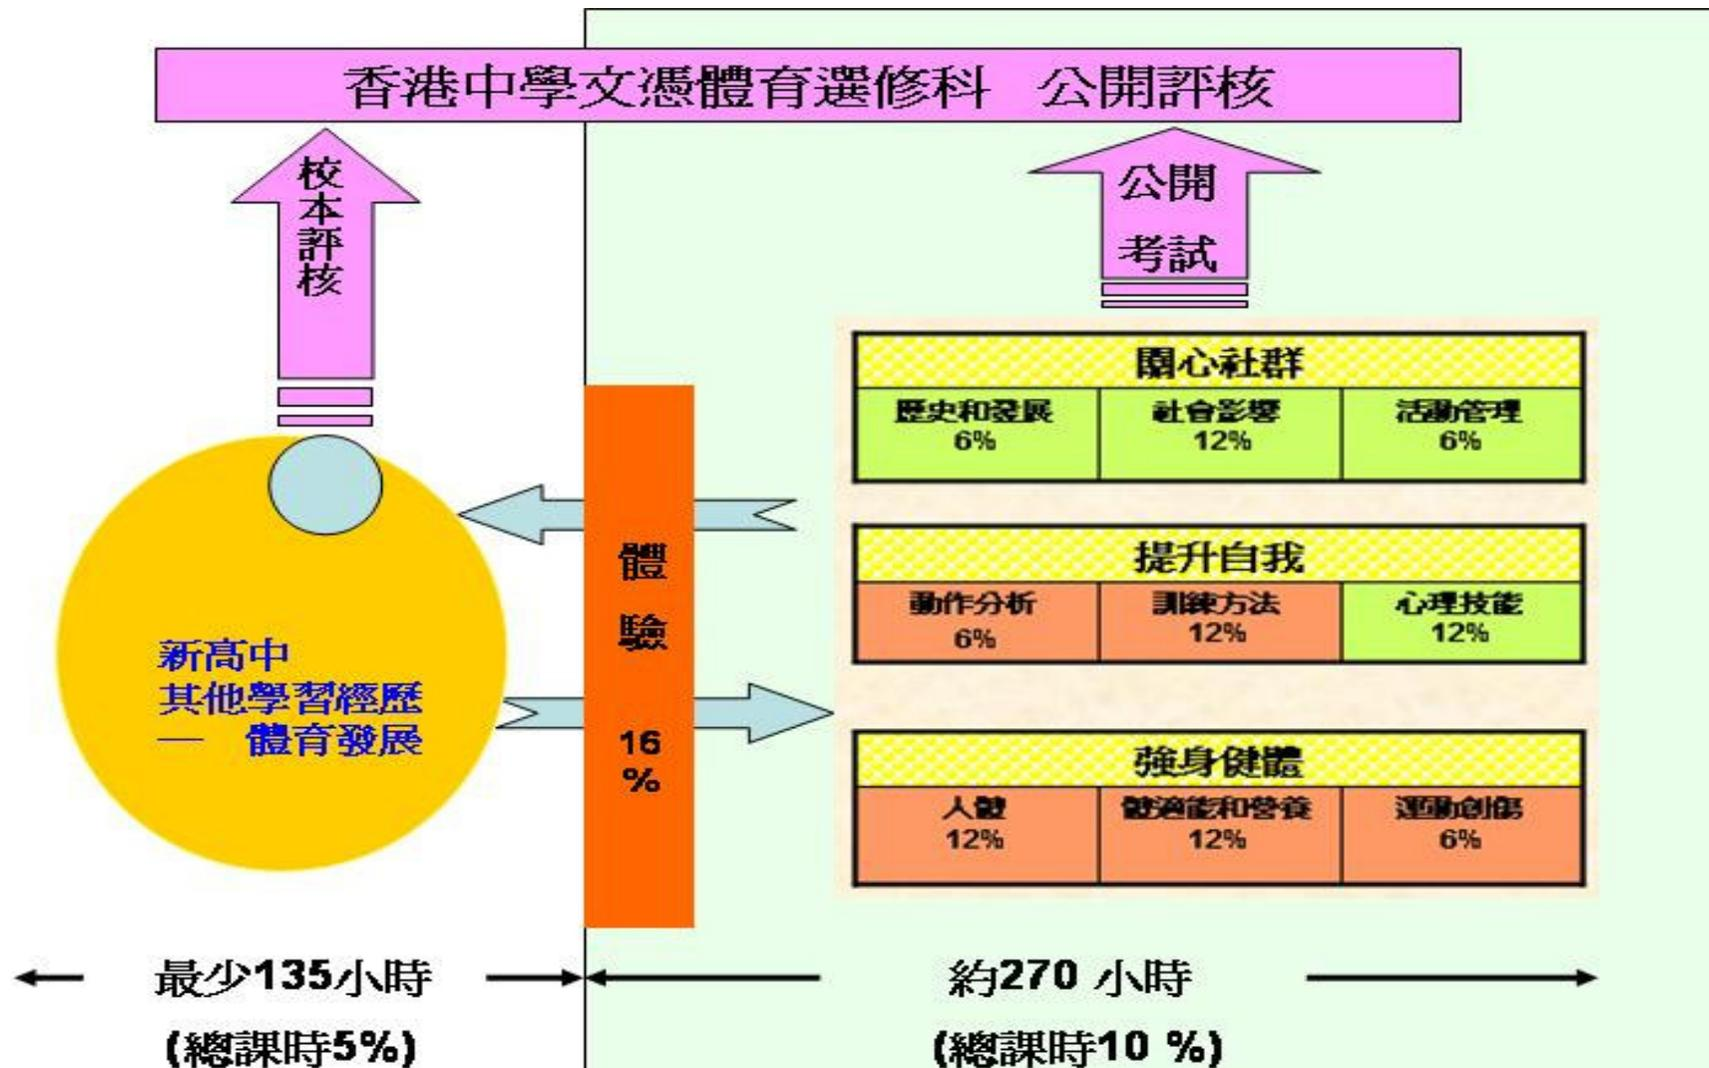 香港中學文憑體育選修科 公開評核
校本評核
公開
考試
關心社群
歷史和發展
6%
社會影響
12%
活動管理
6%
提升自我
動作分析
6%
訓練方法
12%
心理技能
12%
強身健體
人體
12%
體適能和營養
12%
運動創傷
6%
體
驗
16
%
新高中
其他學習經歷
— 體育發展
最少135小時
(總課時5%)
約270 小時
(總課時10 %)